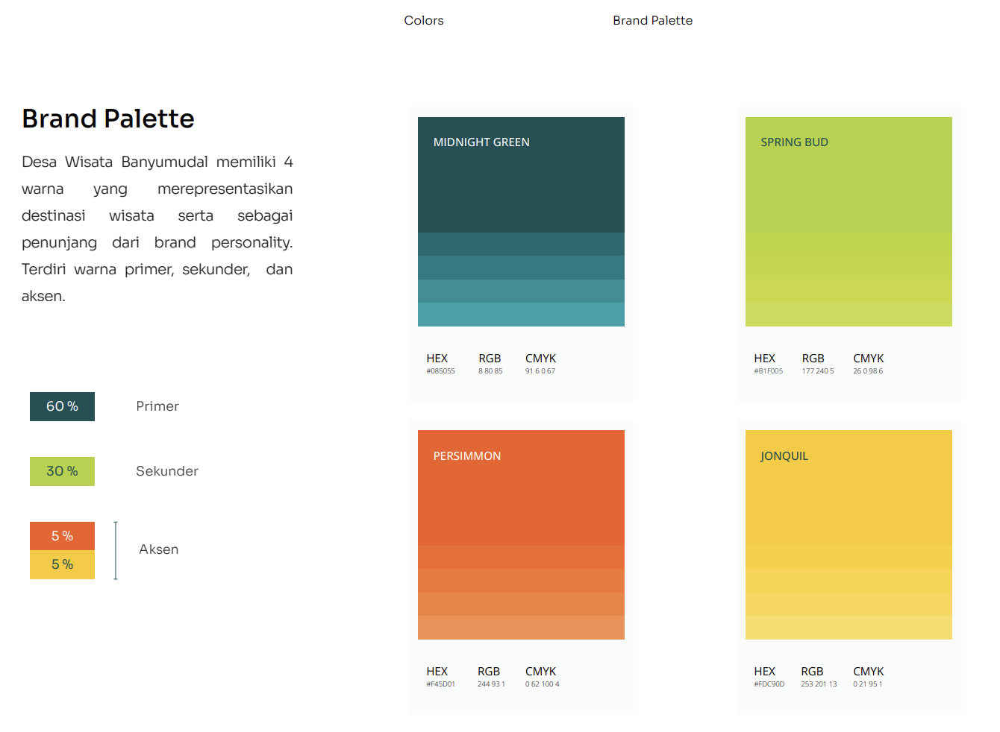 Colors
Brand Palette
Brand Palette
Desa Wisata Banyumudal memiliki 4
warna yang merepresentasikan
destinasi wisata serta sebagai
penunjang dari brand personality.
Terdiri warna primer, sekunder, dan
aksen.
60 %
Primer
30 %
Sekunder
5 %
5 %
Aksen
MIDNIGHT GREEN
HEX RGB CMYK
#085055 8 80 85 91 6 0 67
SPRING BUD
HEX RGB CMYK
#B1F005 177 240 5 26 0 98 6
PERSIMMON
HEX RGB CMYK
#F45D01 244 93 1 0 62 100 4
JONQUIL
HEX RGB CMYK
#FDC90D 253 201 13 0 21 95 1